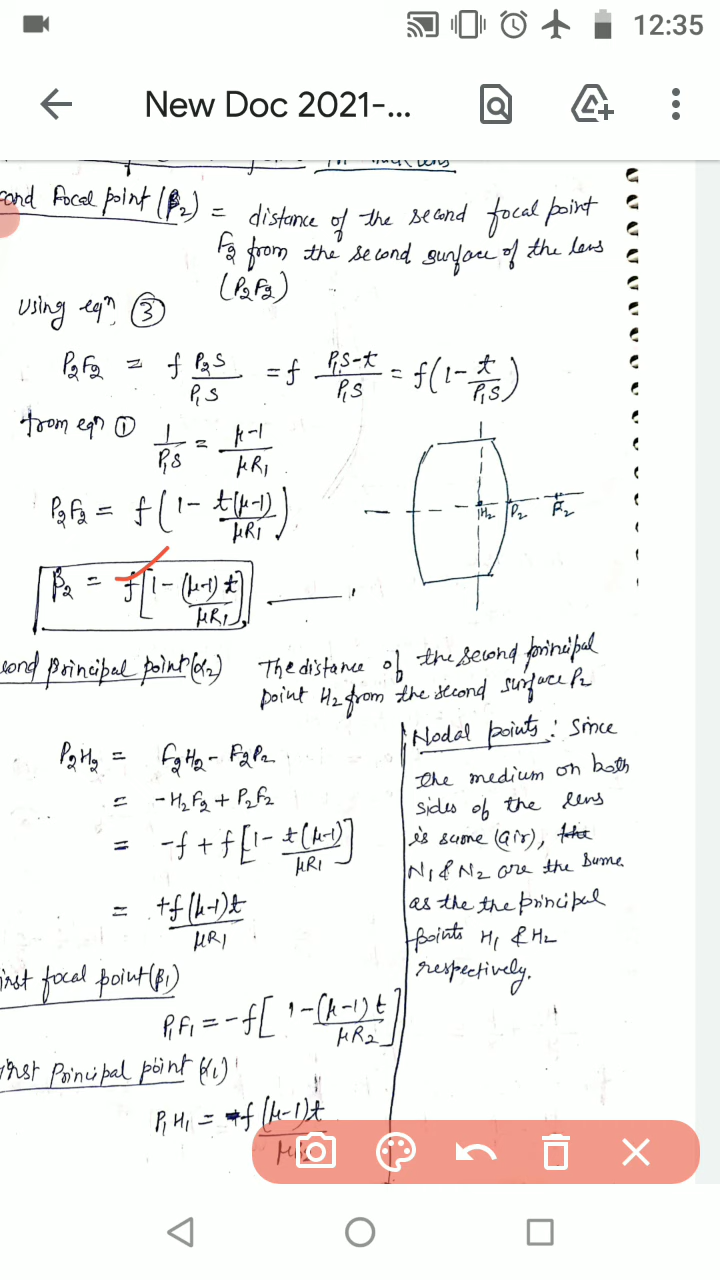 12:35
New Doc 2021-...
cond Focal point (β₂) = distance of the second focal point
F₂ from the second surface of the lens
(P₂F₂)
Using eqⁿ. ③
P₂F₂ = f P₂S/P₁S = f P₁S-t/P₁S = f(1- t/P₁S)
from eqⁿ ① 1/P₁S = μ-1/μR₁
P₂F₂ = f(1- t(μ-1)/μR₁)
H₂ P₂ F₂
β₂ = f[1- (μ-1) t/μR₁]
cond principal point (α₂) The distance of the second principal
point H₂ from the second surface P₂
P₂H₂ = F₂H₂ - F₂P₂
= -H₂F₂ + P₂F₂
= -f + f[1- t(μ-1)/μR₁]
= +f(μ-1)t/μR₁
Nodal points: Since
the medium on both
sides of the lens
is same (air),
N₁ & N₂ are the same
as the the principal
points H₁ & H₂
respectively.
irst focal point (β₁)
P₁F₁ = -f[1-(μ-1)t/μR₂]
irst Principal point (α₁)
P₁H₁ = f(μ-1)t